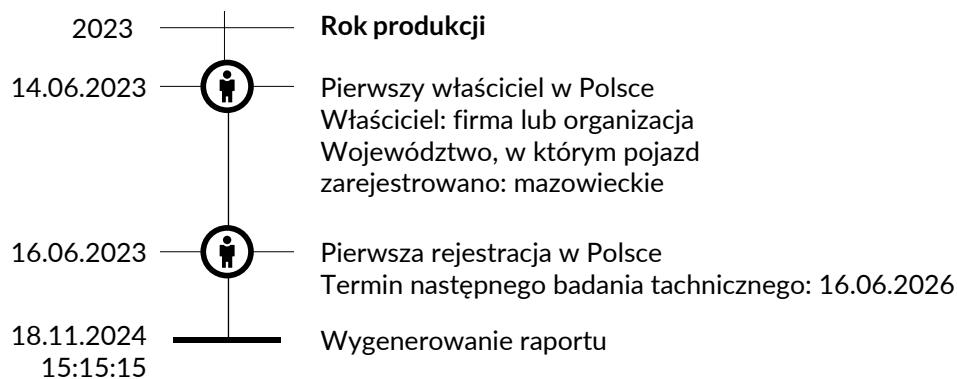 2023 Rok produkcji
14.06.2023 Pierwszy właściciel w Polsce
Właściciel: firma lub organizacja
Województwo, w którym pojazd
zarejestrowano: mazowieckie
16.06.2023 Pierwsza rejestracja w Polsce
Termin następnego badania tachnicznego: 16.06.2026
18.11.2024 Wygenerowanie raportu
15:15:15